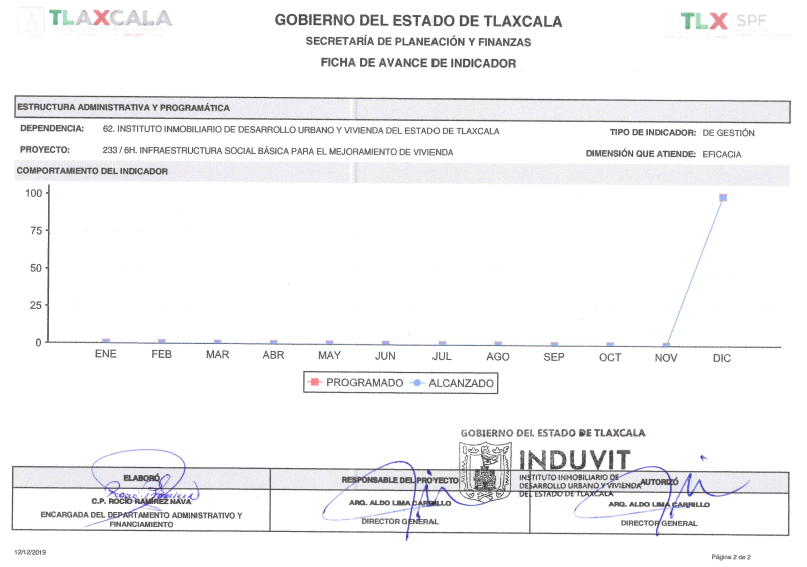 TLAXCALA
GOBIERNO DEL ESTADO DE TLAXCALA
TLX SPF
SECRETARÍA DE PLANEACIÓN Y FINANZAS
FICHA DE AVANCE DE INDICADOR
ESTRUCTURA ADMINISTRATIVA Y PROGRAMÁTICA
DEPENDENCIA: 62. INSTITUTO INMOBILIARIO DE DESARROLLO URBANO Y VIVIENDA DEL ESTADO DE TLAXCALA
TIPO DE INDICADOR: DE GESTIÓN
PROYECTO: 233 / 6H. INFRAESTRUCTURA SOCIAL BÁSICA PARA EL MEJORAMIENTO DE VIVIENDA
DIMENSIÓN QUE ATIENDE: EFICACIA
COMPORTAMIENTO DEL INDICADOR
100
75
50
25
0
ENE FEB MAR ABR MAY JUN JUL AGO SEP OCT NOV DIC
PROGRAMADO ALCANZADO
GOBIERNO DEL ESTADO DE TLAXCALA
INDUVIT
INSTITUTO INMOBILIARIO DE
DESARROLLO URBANO Y VIVIENDA
DEL ESTADO DE TLAXCALA
ELABORÓ
C.P. ROCIO RAMIREZ NAVA
ENCARGADA DEL DEPARTAMENTO ADMINISTRATIVO Y
FINANCIAMIENTO
RESPONSABLE DEL PROYECTO
ARQ. ALDO LIMA CARRILLO
DIRECTOR GENERAL
AUTORIZÓ
ARQ. ALDO LIMA CARRILLO
DIRECTOR GENERAL
12/12/2019
Página 2 de 2